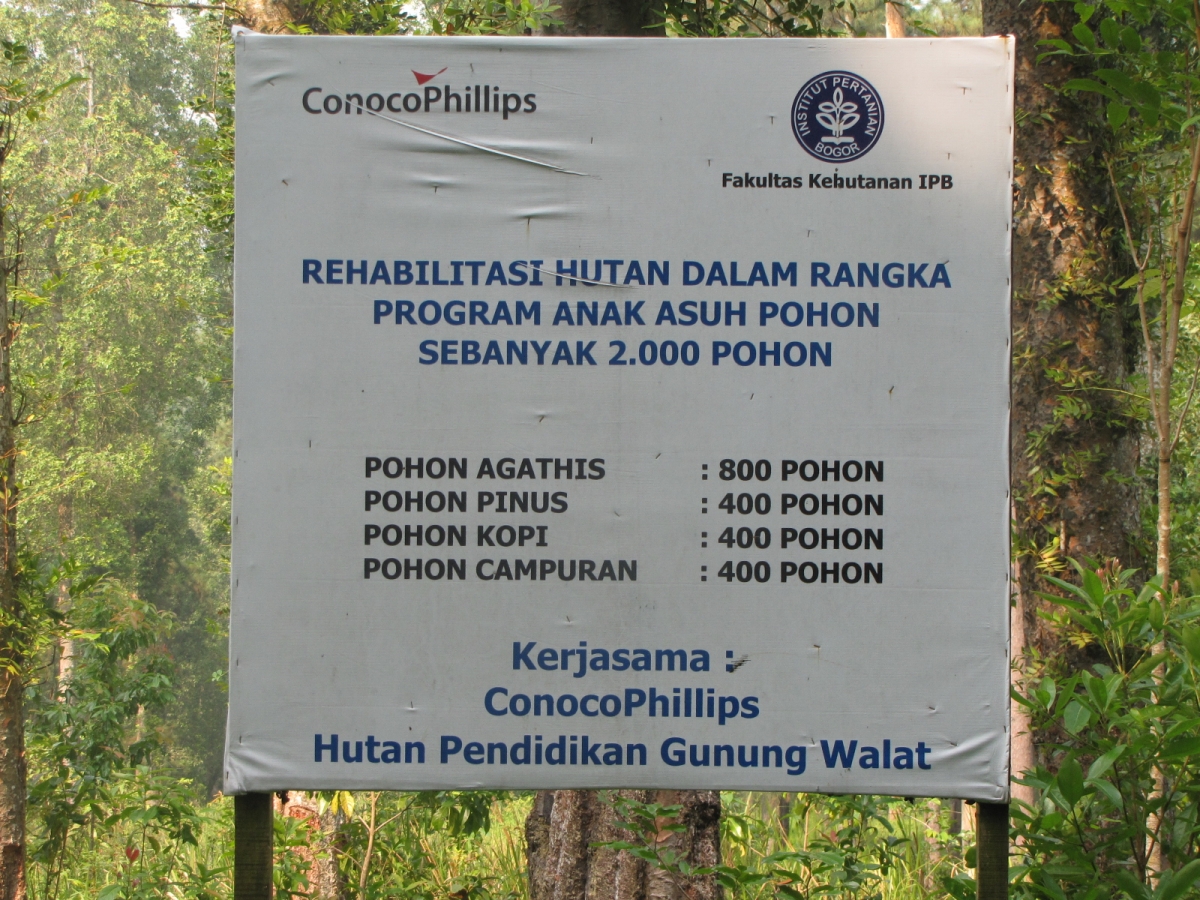 ConocoPhillips
INSTITUT PERTANIAN
BOGOR
Fakultas Kehutanan IPB
REHABILITASI HUTAN DALAM RANGKA
PROGRAM ANAK ASUH POHON
SEBANYAK 2.000 POHON
POHON AGATHIS : 800 POHON
POHON PINUS : 400 POHON
POHON KOPI : 400 POHON
POHON CAMPURAN : 400 POHON
Kerjasama :
ConocoPhillips
Hutan Pendidikan Gunung Walat